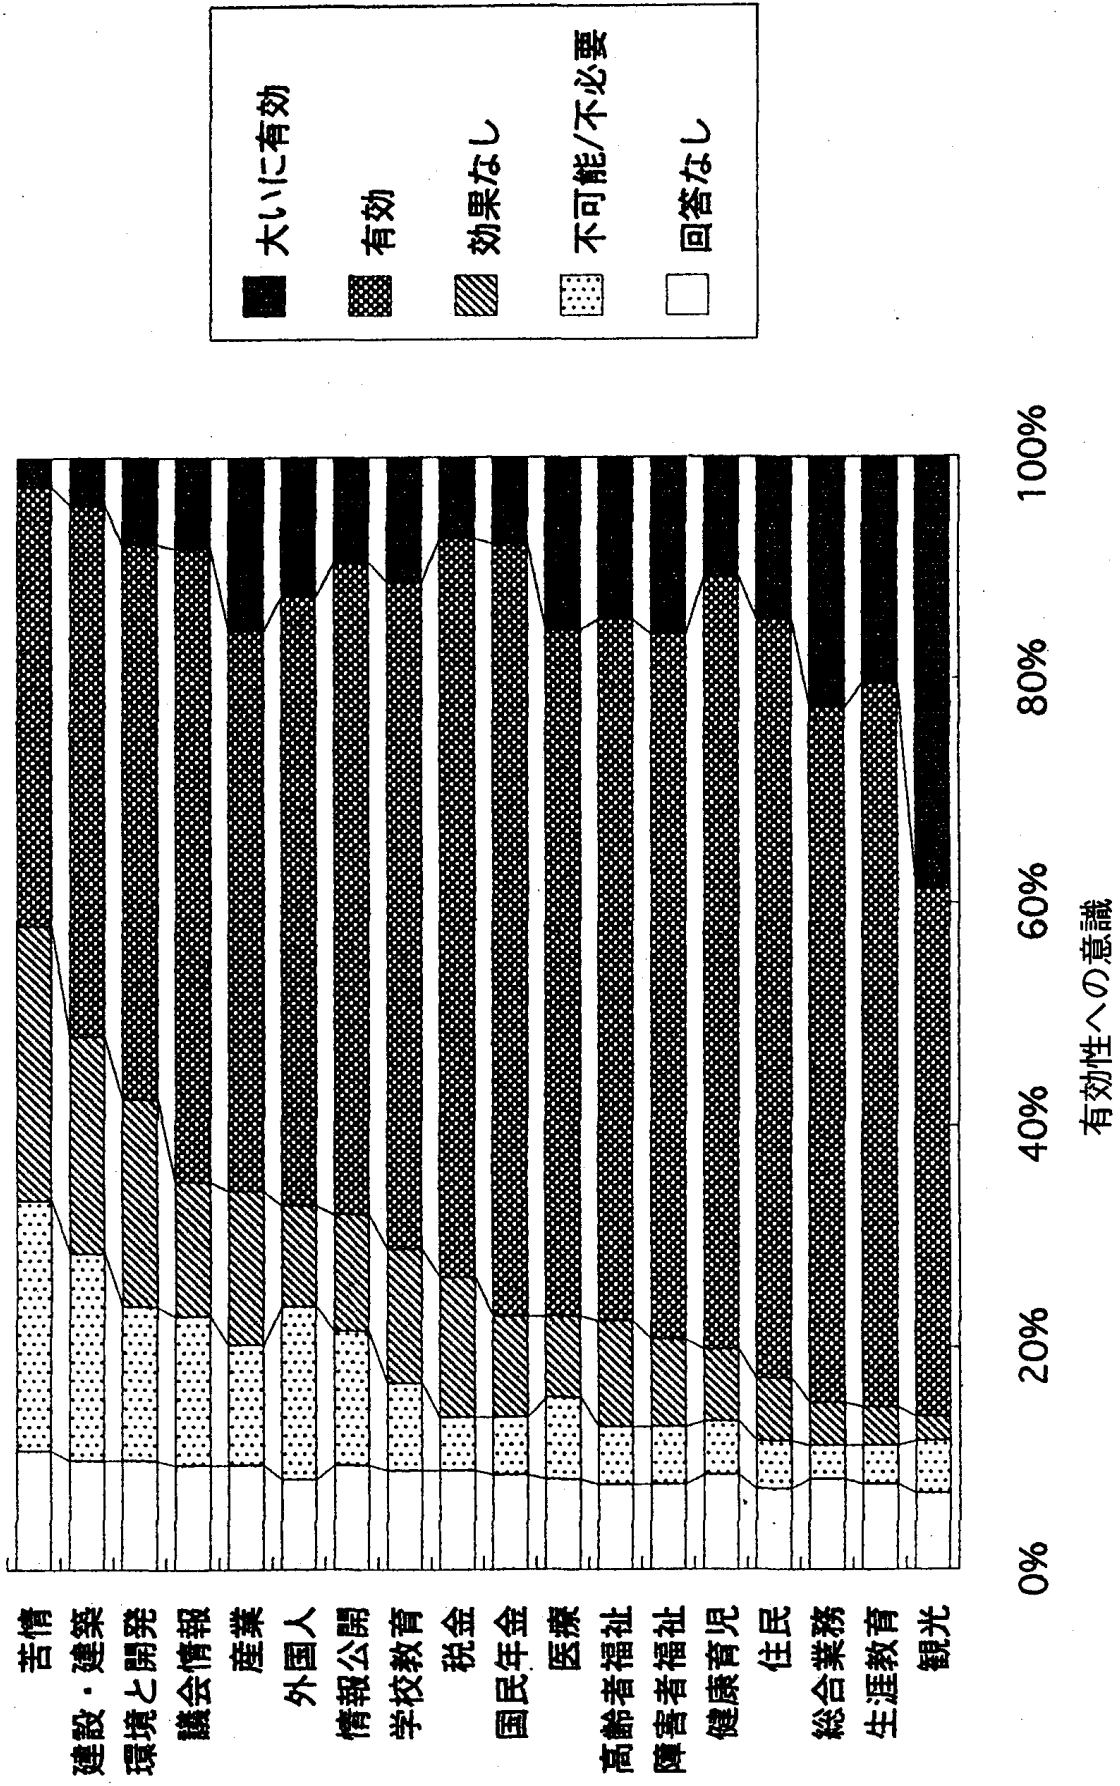 大いに有効
有効
効果なし
不可能/不必要
回答なし
苦情
建設・建築
環境と開発
議会情報
産業
外国人
情報公開
学校教育
税金
国民年金
医療
高齢者福祉
障害者福祉
健康育児
住民
総合業務
生涯教育
観光
0%
20%
40%
60%
80%
100%
有効性への意識